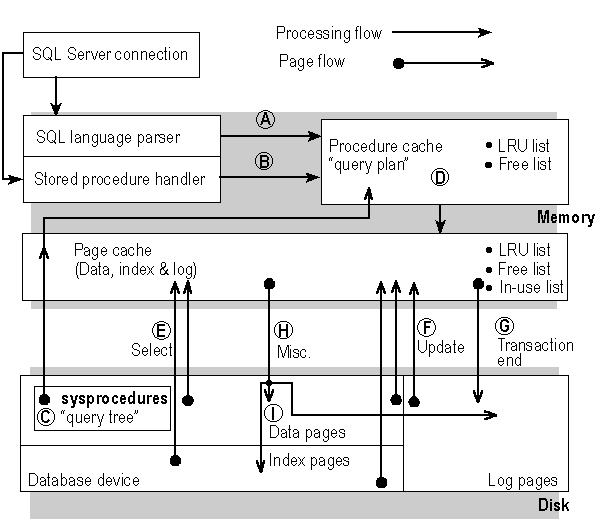 Processing flow
SQL Server connection
Page flow
A
SQL language parser
Procedure cache
"query plan"
• LRU list
• Free list
B
Stored procedure handler
D
Memory
Page cache
(Data, index & log)
• LRU list
• Free list
• In-use list
E
Select
H
Misc.
F
Update
G
Transaction
end
sysprocedures
C "query tree"
I
Data pages
Index pages
Database device
Log pages
Disk